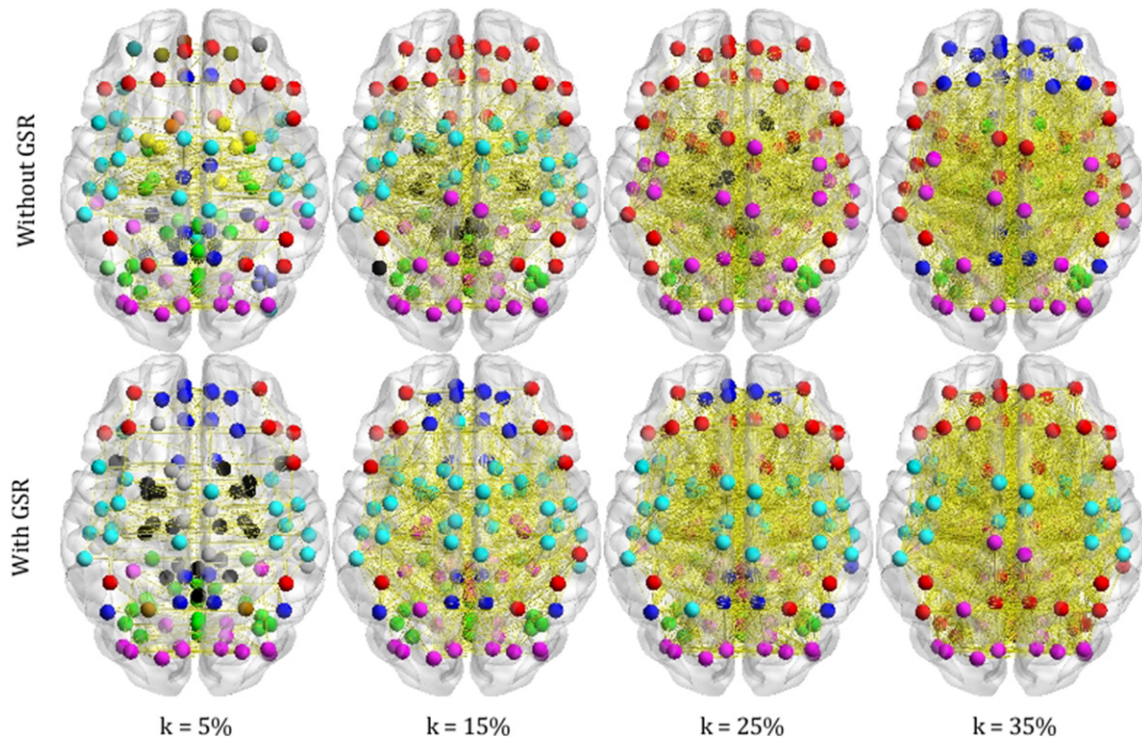 Without GSR
With GSR
k = 5%
k = 15%
k = 25%
k = 35%